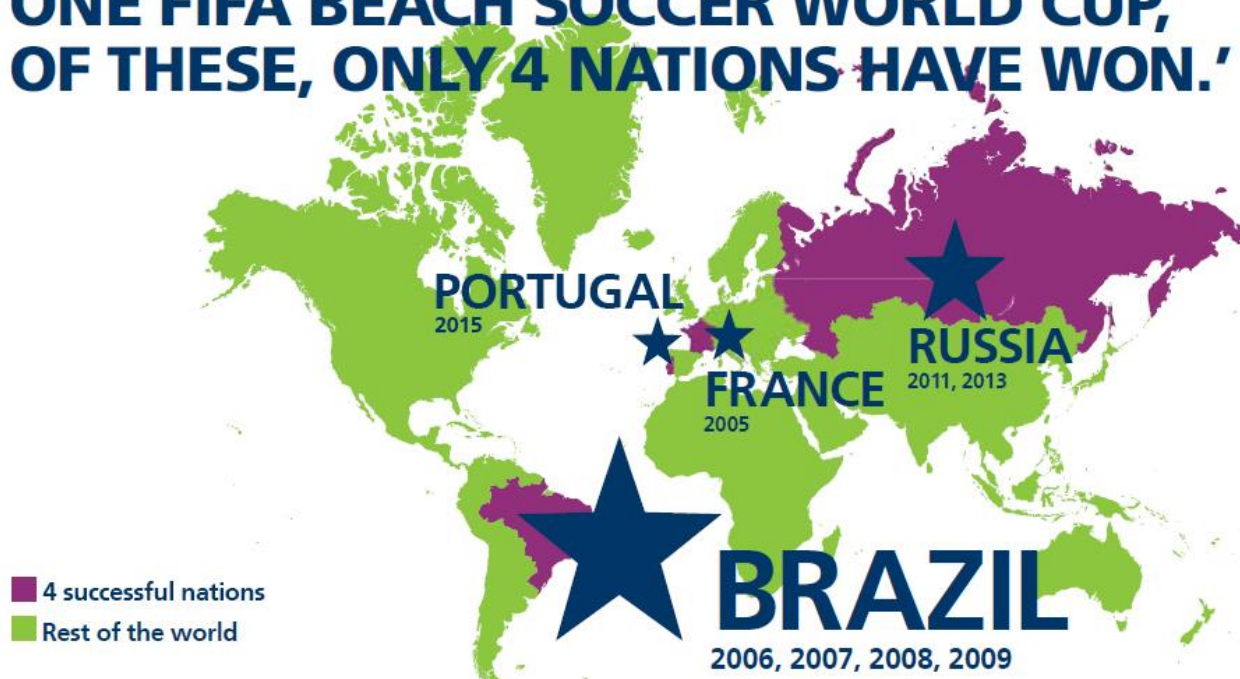 ONE FIFA BEACH SOCCER WORLD CUP,
OF THESE, ONLY 4 NATIONS HAVE WON.’
PORTUGAL
2015
RUSSIA
2011, 2013
FRANCE
2005
BRAZIL
2006, 2007, 2008, 2009
4 successful nations
Rest of the world